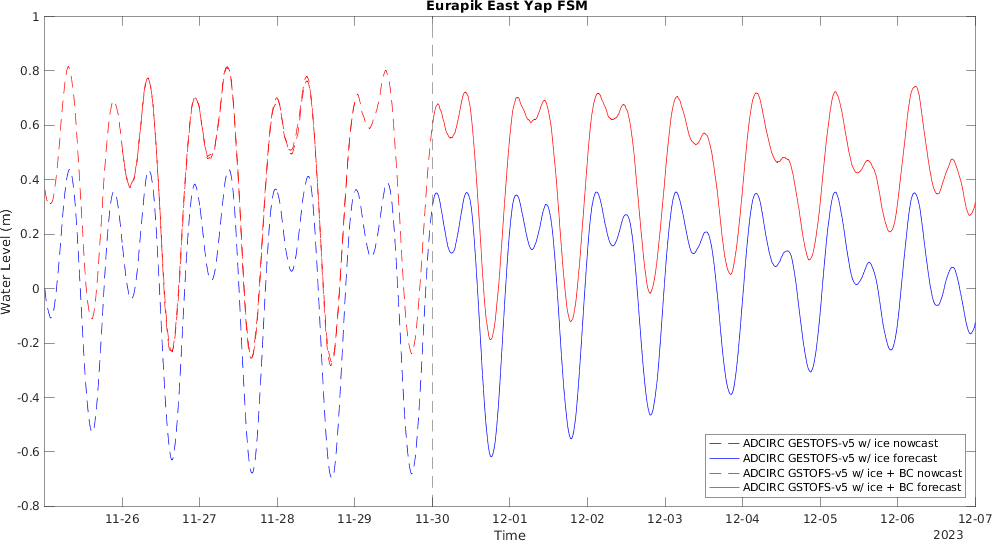 Eurapik East Yap FSM
1
0.8
0.6
0.4
0.2
0
-0.2
-0.4
-0.6
-0.8
Water Level (m)
11-26 11-27 11-28 11-29 11-30 12-01 12-02 12-03 12-04 12-05 12-06 12-07
Time
2023
ADCIRC GESTOFS-v5 w/ ice nowcast
ADCIRC GESTOFS-v5 w/ ice forecast
ADCIRC GSTOFS-v5 w/ ice + BC nowcast
ADCIRC GSTOFS-v5 w/ ice + BC forecast